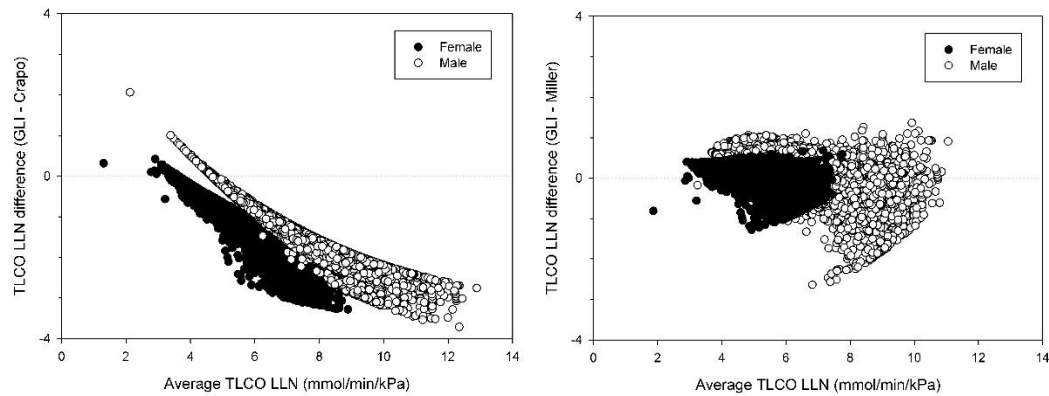 TLCO LLN difference (GLI - Crapo)
4
0
-4
Female
Male
0 2 4 6 8 10 12 14
Average TLCO LLN (mmol/min/kPa)
TLCO LLN difference (GLI - Miller)
4
0
-4
Female
Male
0 2 4 6 8 10 12 14
Average TLCO LLN (mmol/min/kPa)